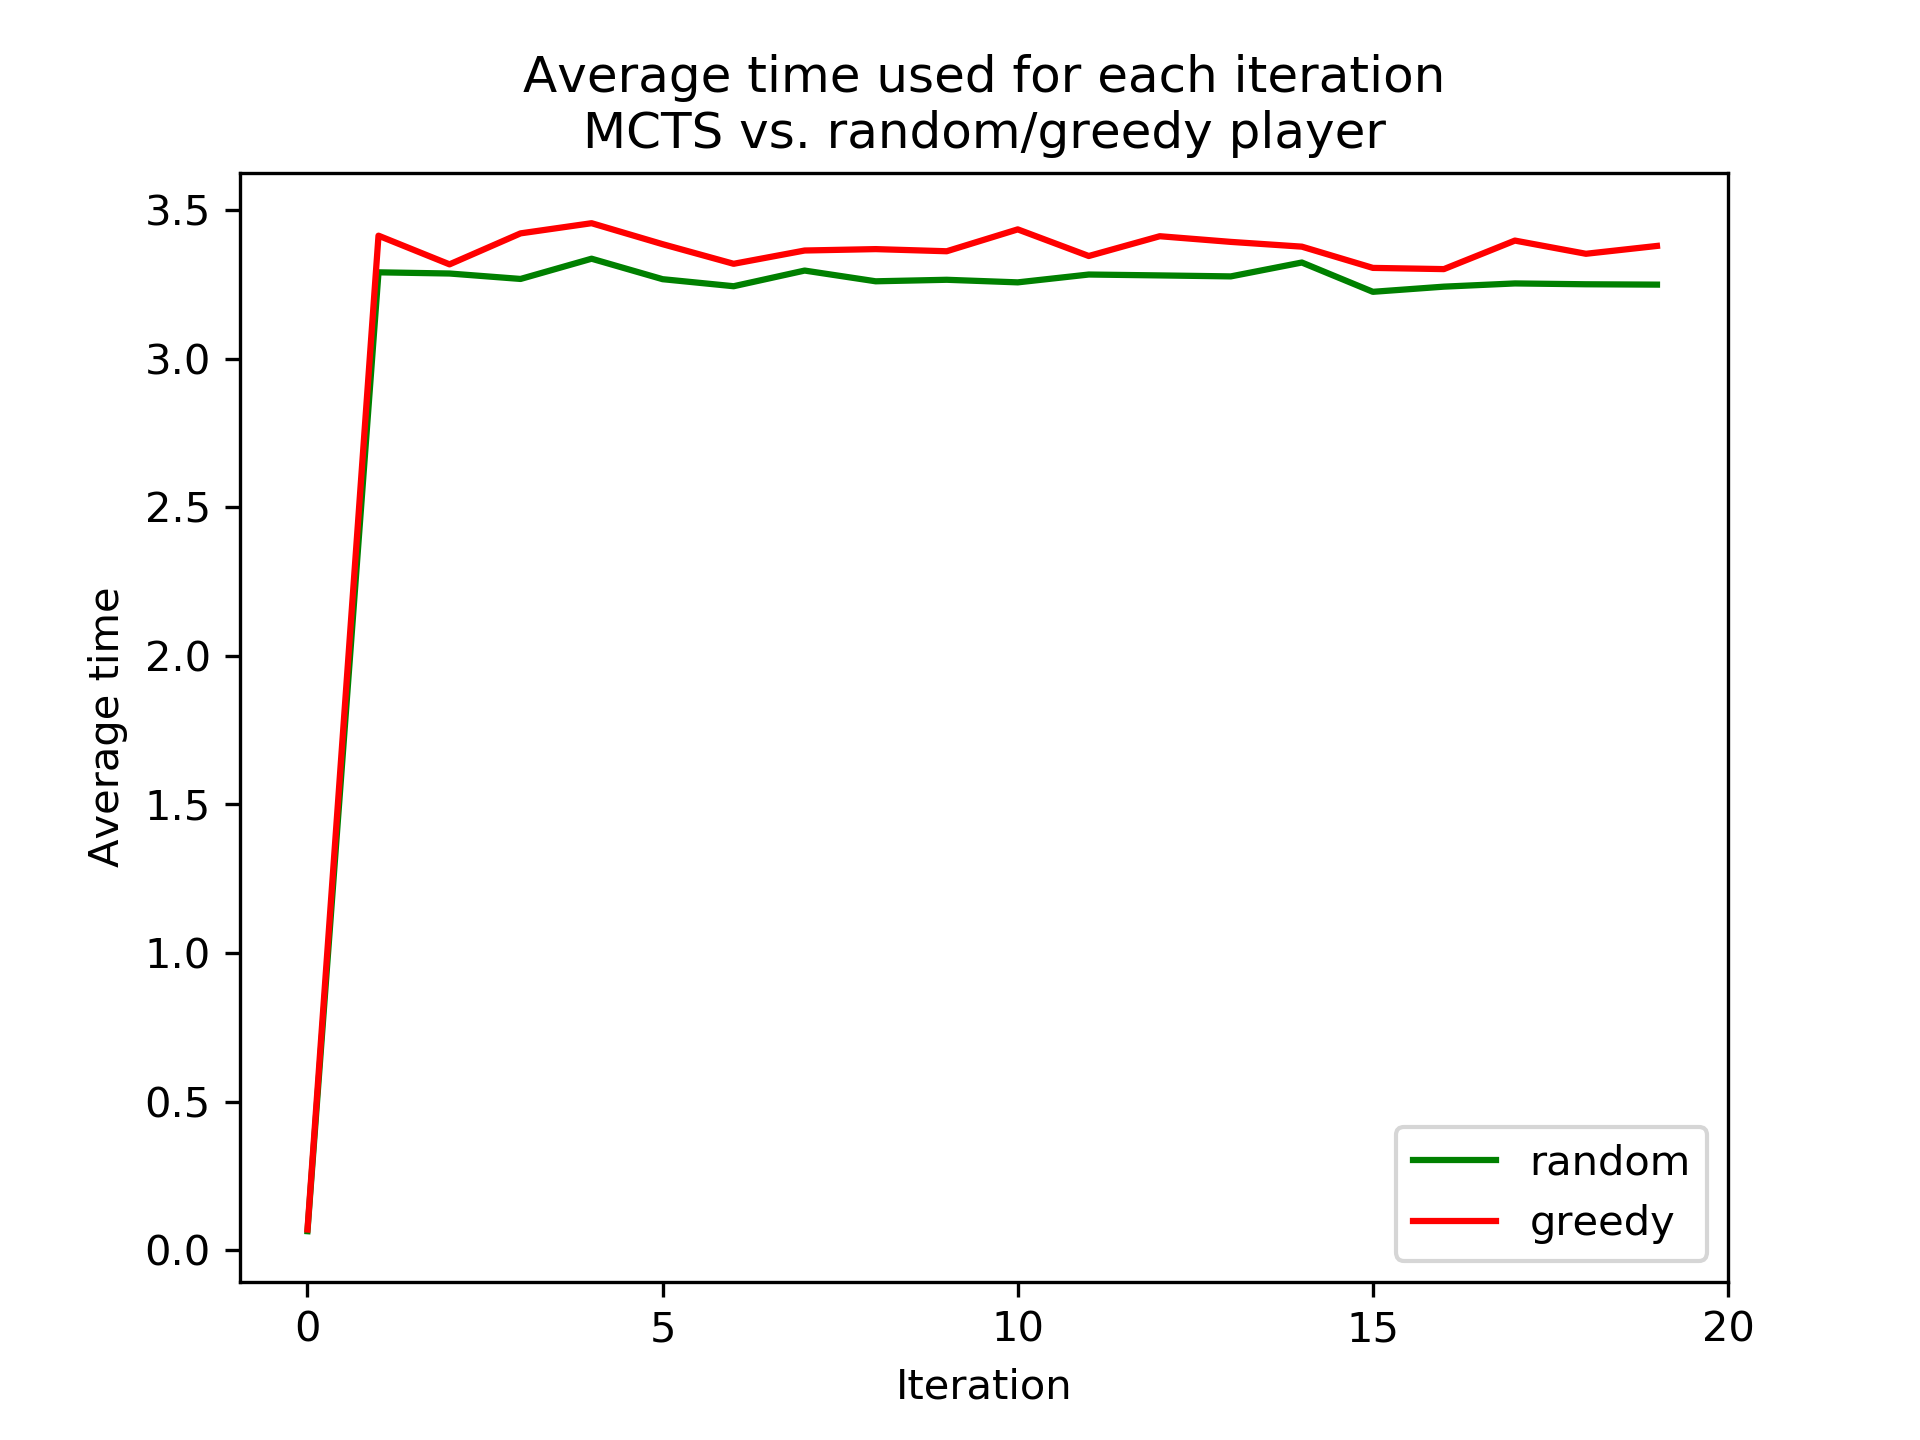 Average time used for each iteration
MCTS vs. random/greedy player
3.5
3.0
2.5
2.0
1.5
1.0
0.5
0.0
Average time
0 5 10 15 20
Iteration
random
greedy